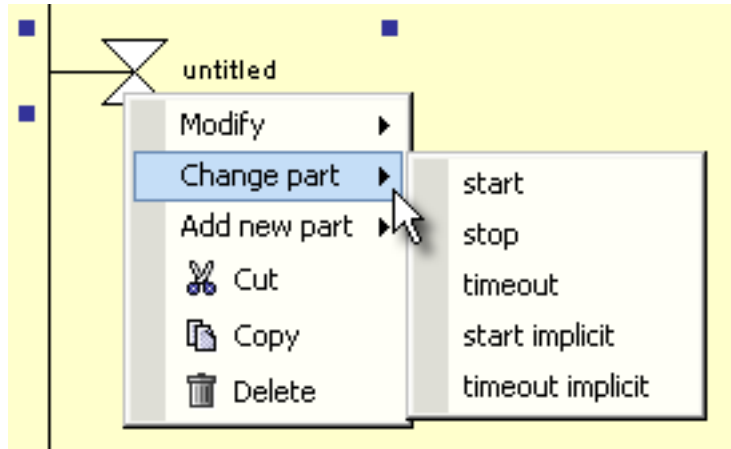 untitled
Modify
Change part
Add new part
Cut
Copy
Delete
start
stop
timeout
start implicit
timeout implicit